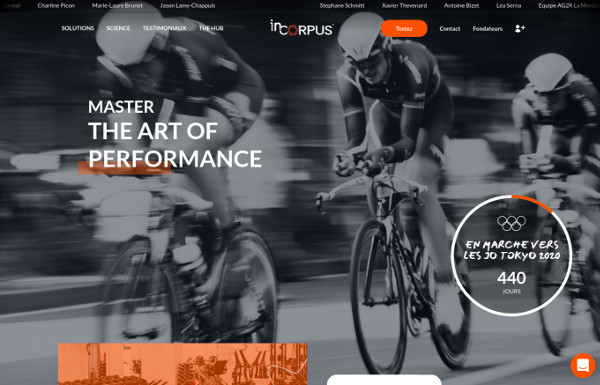 Charline Picon Marie-Laure Brunet Jason Lamy-Chappuis Stephane Schmitt Xavier Thevenard Antoine Bizet Lea Serna Equipe AG2R La Mon
SOLUTIONS SCIENCE TESTIMONIAUX THE HUB inCORPUS Testez Contact Fondateurs
MASTER
THE ART OF
PERFORMANCE
EN MARCHE VERS
LES JO TOKYO 2020
440
JOURS